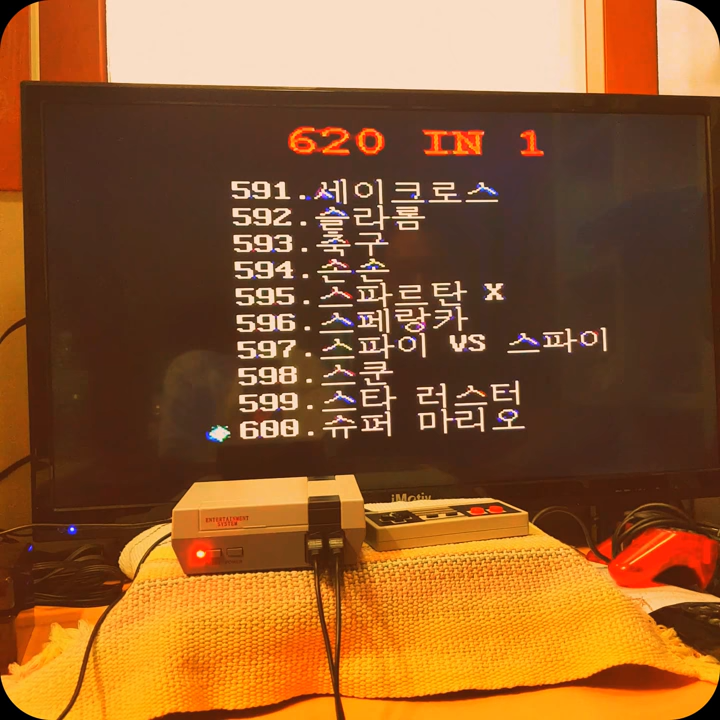 620 IN 1
591.세이크로스
592.슬라롬
593.축구
594.손손
595.스파르탄 X
596.스페랑카
597.스파이 VS 스파이
598.스쿤
599.스타 러스터
600.슈퍼 마리오
iMotiv
ENTERTAINMENT
SYSTEM